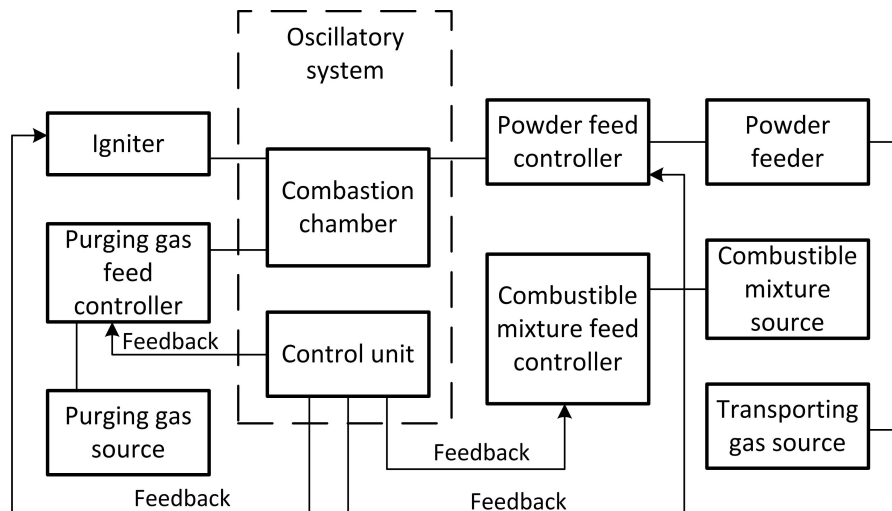 Oscillatory
system
Igniter
Combastion
chamber
Powder feed
controller
Powder
feeder
Purging gas
feed
controller
Feedback
Control unit
Combustible
mixture feed
controller
Combustible
mixture
source
Purging gas
source
Transporting
gas source
Feedback
Feedback
Feedback